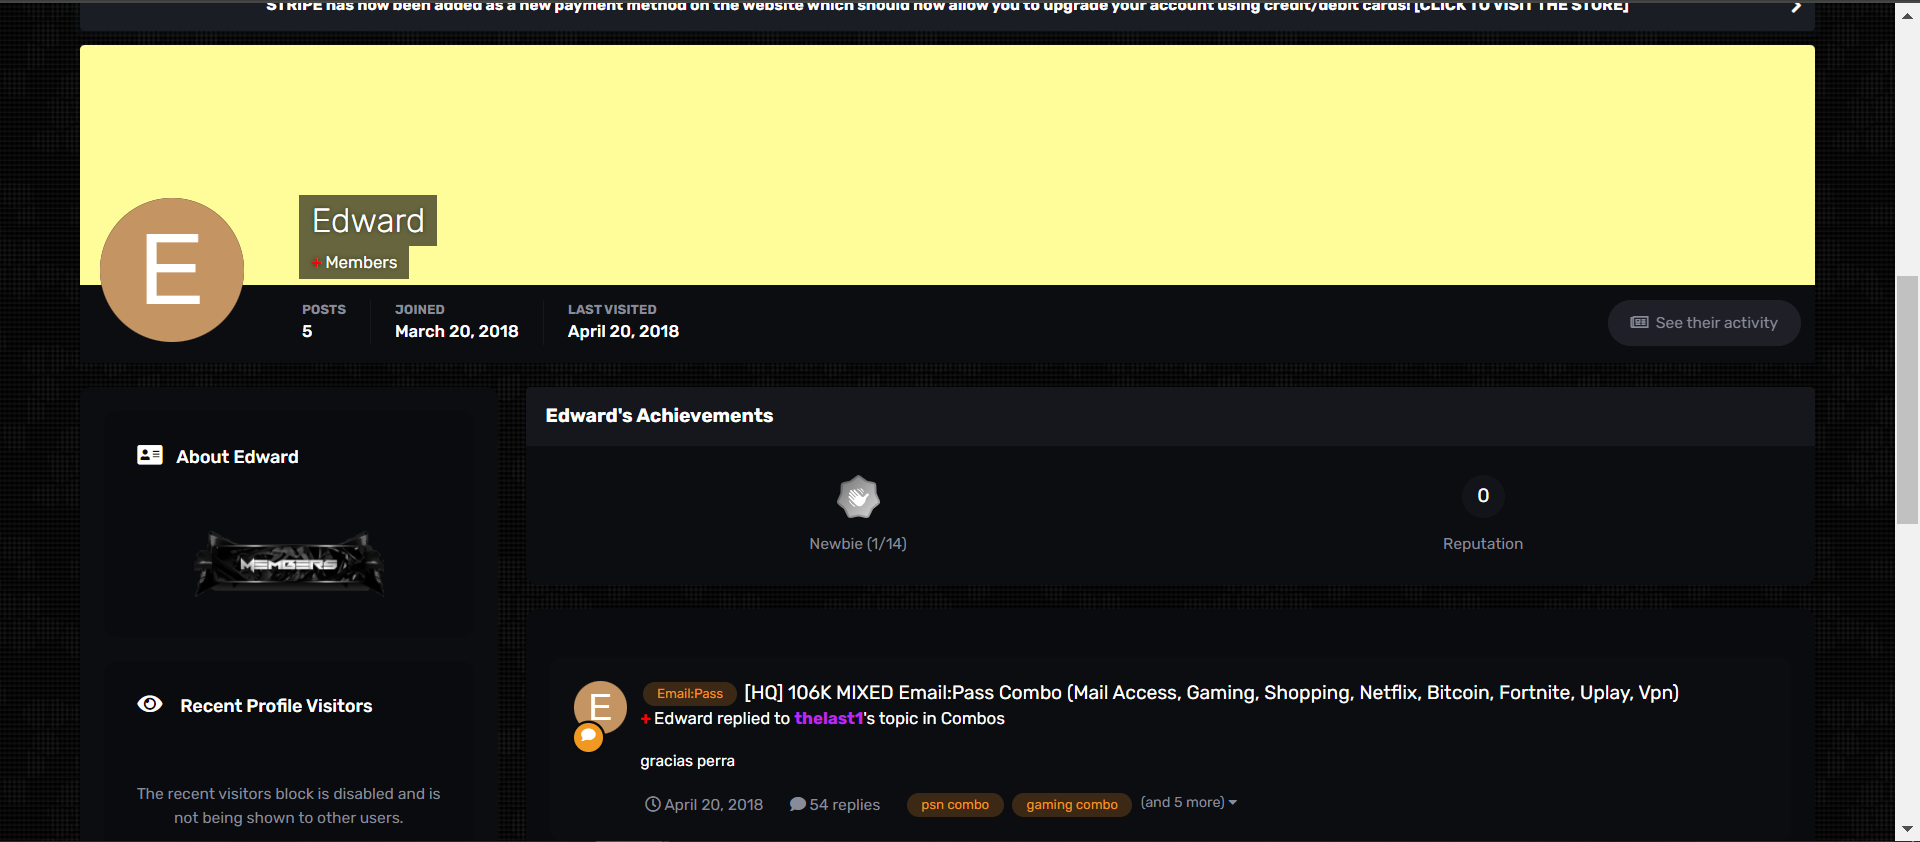 STRIPE has now been added as a new payment method on the website which should now allow you to upgrade your account using credit/debit cards! [CLICK TO VISIT THE STORE]
E
Edward
+ Members
POSTS
5
JOINED
March 20, 2018
LAST VISITED
April 20, 2018
See their activity
About Edward
MEMBERS
Recent Profile Visitors
The recent visitors block is disabled and is
not being shown to other users.
Edward's Achievements
Newbie (1/14)
0
Reputation
E
Email:Pass [HQ] 106K MIXED Email:Pass Combo (Mail Access, Gaming, Shopping, Netflix, Bitcoin, Fortnite, Uplay, Vpn)
+ Edward replied to thelast1's topic in Combos
gracias perra
April 20, 2018 54 replies psn combo gaming combo (and 5 more)